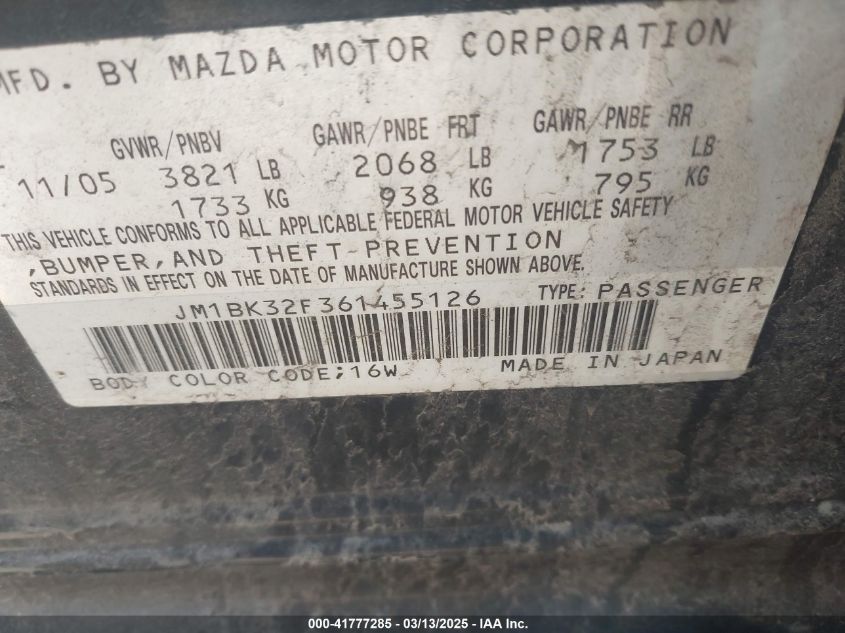 MFD. BY MAZDA MOTOR CORPORATION
GVWR/PNBV GAWR/PNBE FRT GAWR/PNBE RR
11/05 3821 LB 2068 LB 1753 LB
1733 KG 938 KG 795 KG
THIS VEHICLE CONFORMS TO ALL APPLICABLE FEDERAL MOTOR VEHICLE SAFETY
,BUMPER,AND THEFT PREVENTION
STANDARDS IN EFFECT ON THE DATE OF MANUFACTURE SHOWN ABOVE.
JM1BK32F361455126 TYPE: PASSENGER
BODY COLOR CODE;16W MADE IN JAPAN
000-41777285 - 03/13/2025 - IAA Inc.